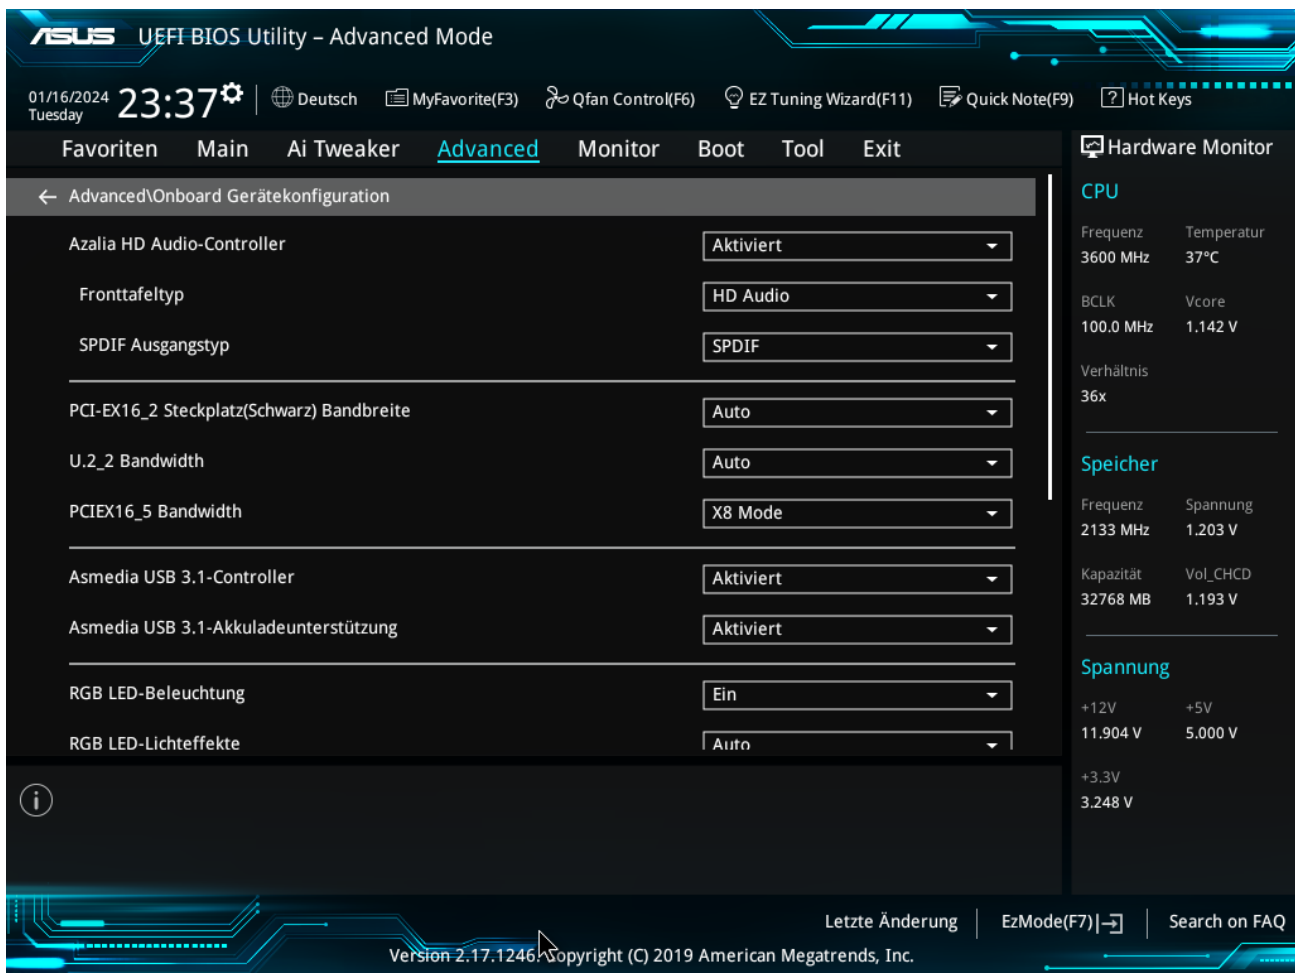 ASUS UEFI BIOS Utility – Advanced Mode
01/16/2024 Tuesday 23:37 Deutsch MyFavorite(F3) Qfan Control(F6) EZ Tuning Wizard(F11) Quick Note(F9) ? Hot Keys
Favoriten Main Ai Tweaker Advanced Monitor Boot Tool Exit
Advanced\Onboard Gerätekonfiguration
Azalia HD Audio-Controller Aktiviert
Fronttafeltyp HD Audio
SPDIF Ausgangstyp SPDIF
PCI-EX16_2 Steckplatz(Schwarz) Bandbreite Auto
U.2_2 Bandwidth Auto
PCIEX16_5 Bandwidth X8 Mode
Asmedia USB 3.1-Controller Aktiviert
Asmedia USB 3.1-Akkuladeunterstützung Aktiviert
RGB LED-Beleuchtung Ein
RGB LED-Lichteffekte Auto
Hardware Monitor
CPU
Frequenz Temperatur
3600 MHz 37°C
BCLK Vcore
100.0 MHz 1.142 V
Verhältnis
36x
Speicher
Frequenz Spannung
2133 MHz 1.203 V
Kapazität Vol_CHCD
32768 MB 1.193 V
Spannung
+12V +5V
11.904 V 5.000 V
+3.3V
3.248 V
Letzte Änderung EzMode(F7) Search on FAQ
Version 2.17.1246. Copyright (C) 2019 American Megatrends, Inc.